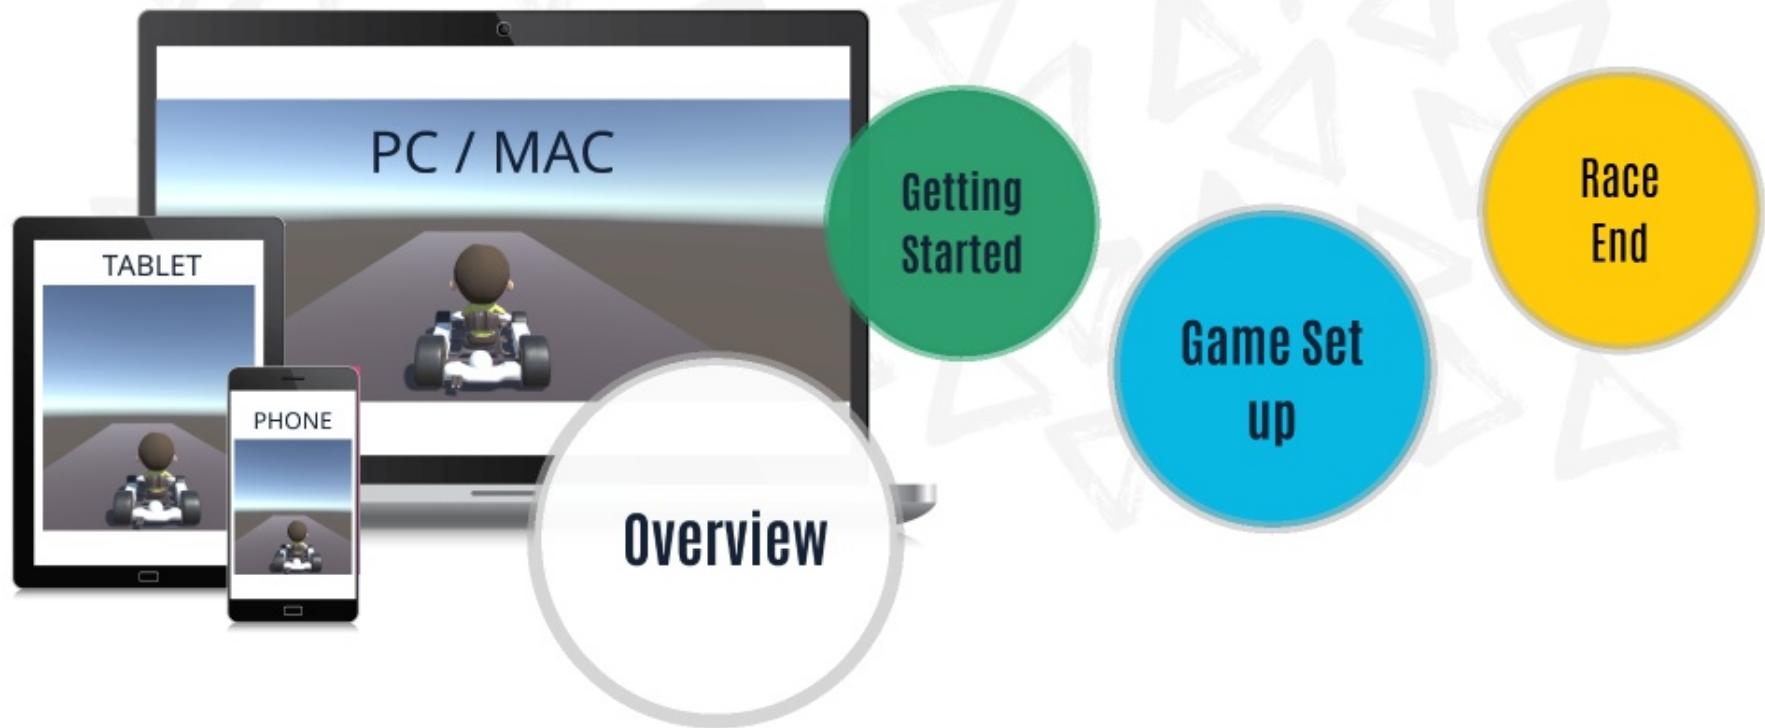 PC / MAC
TABLET
PHONE
Overview
Getting
Started
Game Set
up
Race
End